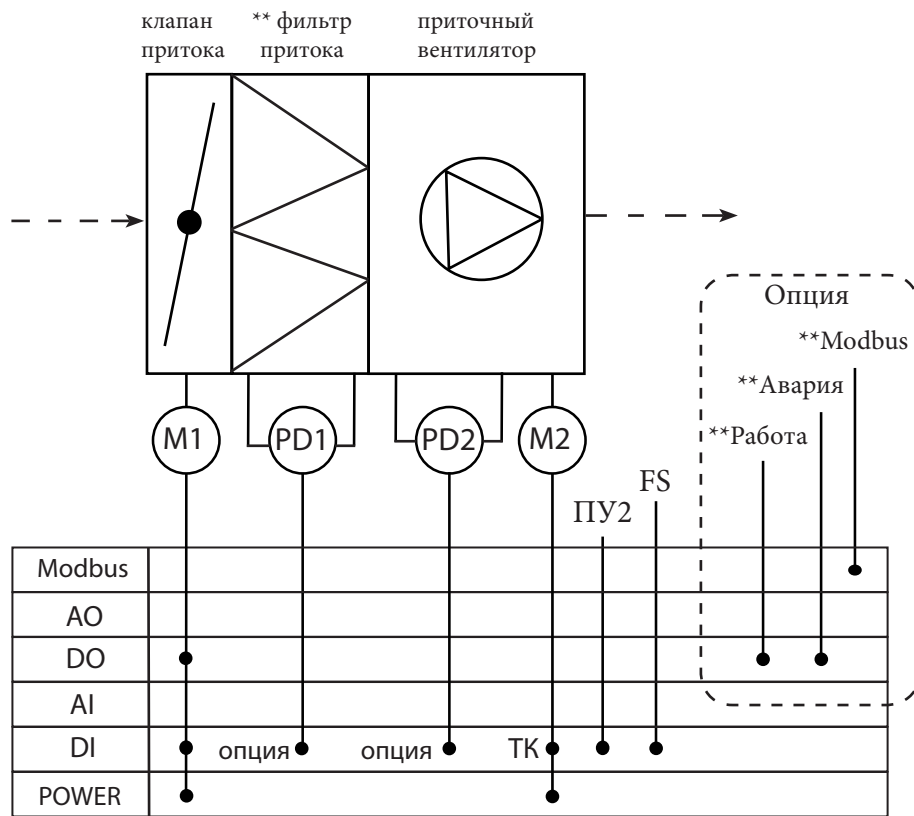 клапан
притока
** фильтр
притока
приточный
вентилятор
Опция
**Modbus
**Авария
**Работа
M1
PD1
PD2
M2
FS
ПУ2
Modbus
AO
DO
AI
DI
опция
опция
ТК
POWER